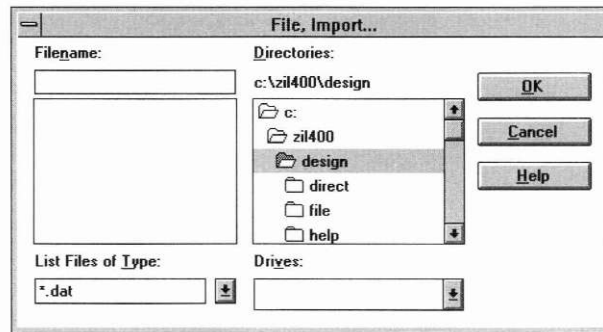 File, Import...
Filename:
Directories:
c:\zil400\design
c:
zil400
design
direct
file
help
OK
Cancel
Help
List Files of Type:
*.dat
Drives: